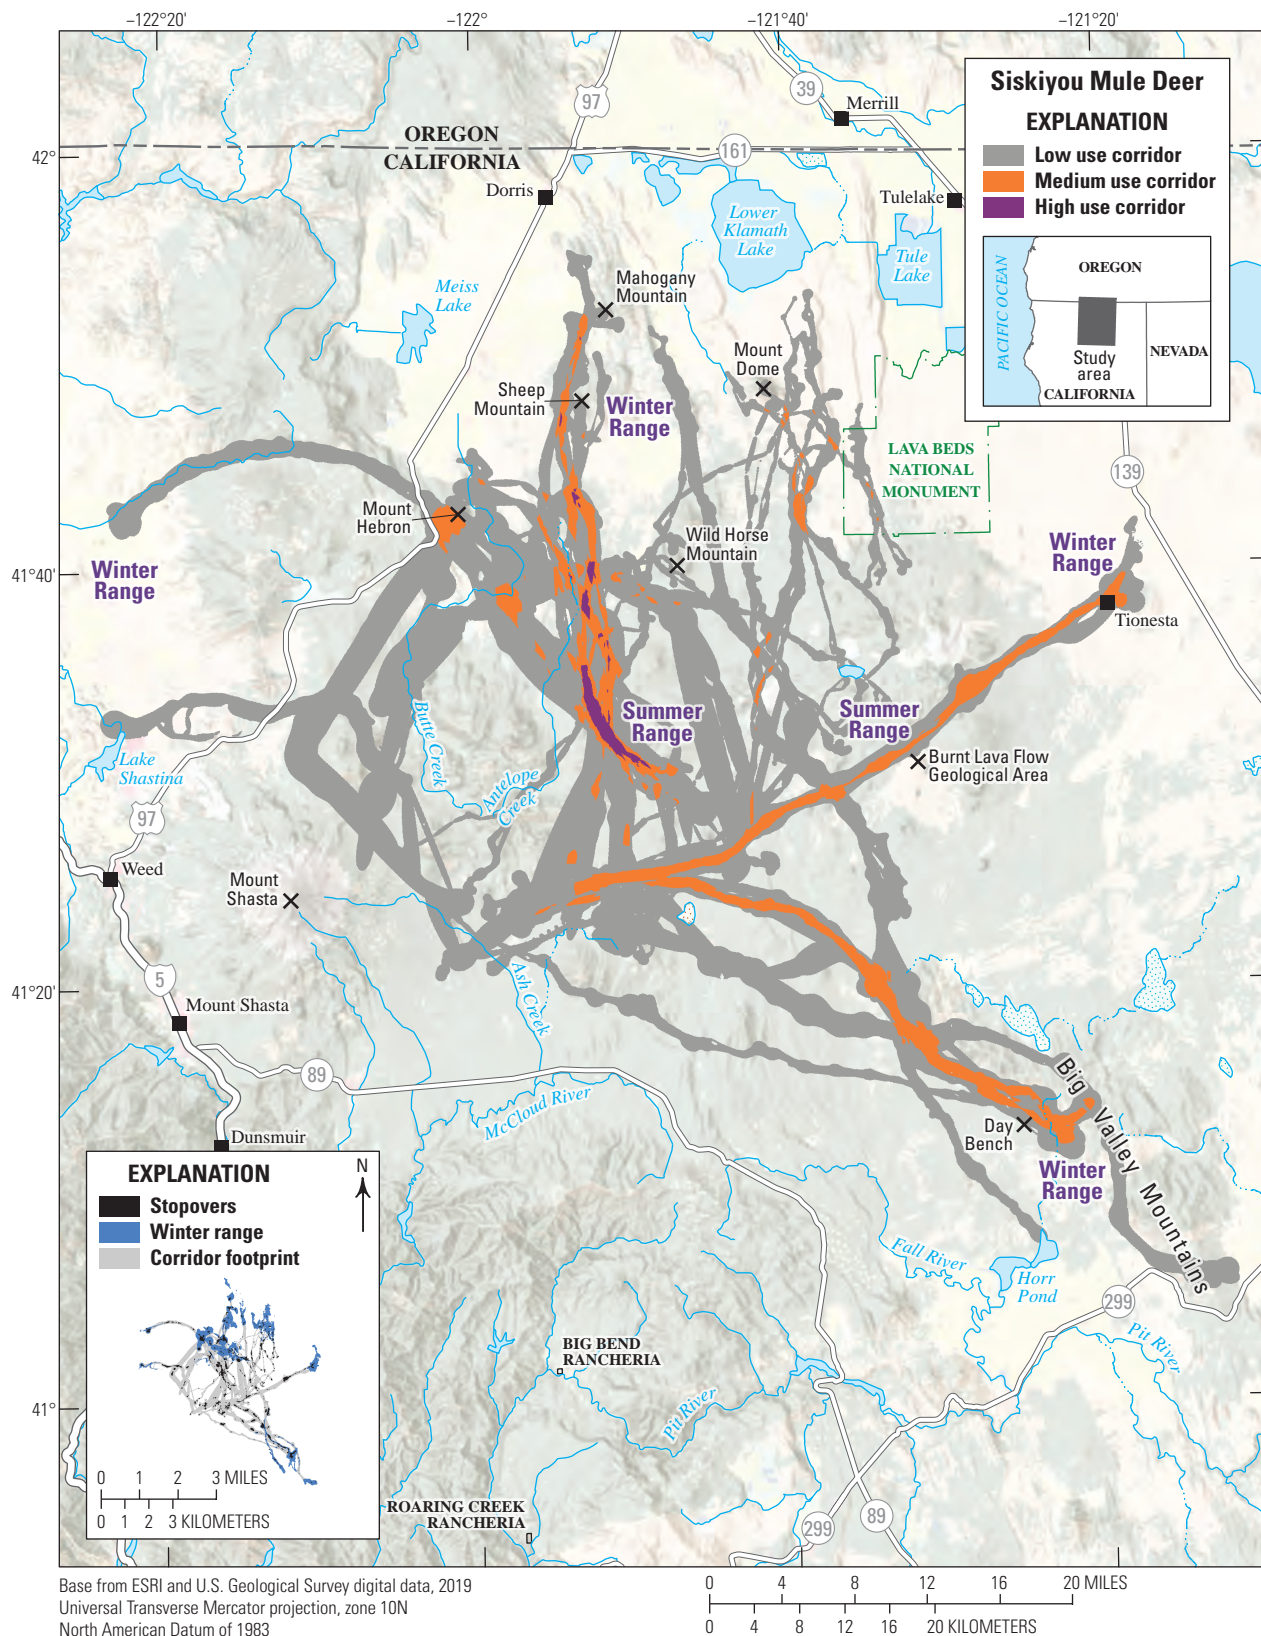 −122°20'
−122°
−121°40'
−121°20'
42°
41°40'
41°20'
41°
Siskiyou Mule Deer
EXPLANATION
Low use corridor
Medium use corridor
High use corridor
PACIFIC OCEAN
OREGON
NEVADA
Study
area
CALIFORNIA
97
39
Merrill
OREGON
CALIFORNIA
161
Dorris
Tulelake
Lower
Klamath
Lake
Tule
Lake
Meiss
Lake
Mahogany
Mountain
Mount
Dome
Sheep
Mountain
Winter
Range
LAVA BEDS
NATIONAL
MONUMENT
139
Mount
Hebron
Wild Horse
Mountain
Winter
Range
Winter
Range
Tionesta
Butte Creek
Summer
Range
Summer
Range
Lake
Shastina
Antelope
Creek
Burnt Lava Flow
Geological Area
97
Weed
Mount
Shasta
Ash Creek
5
Mount Shasta
89
McCloud River
Big Valley Mountains
Day
Bench
Winter
Range
Dunsmuir
Fall River
Horr
Pond
299
Pit River
EXPLANATION
N
Stopovers
Winter range
Corridor footprint
0 1 2 3 MILES
0 1 2 3 KILOMETERS
BIG BEND
RANCHERIA
Pit River
ROARING CREEK
RANCHERIA
299
89
Base from ESRI and U.S. Geological Survey digital data, 2019
Universal Transverse Mercator projection, zone 10N
North American Datum of 1983
0 4 8 12 16 20 MILES
0 4 8 12 16 20 KILOMETERS